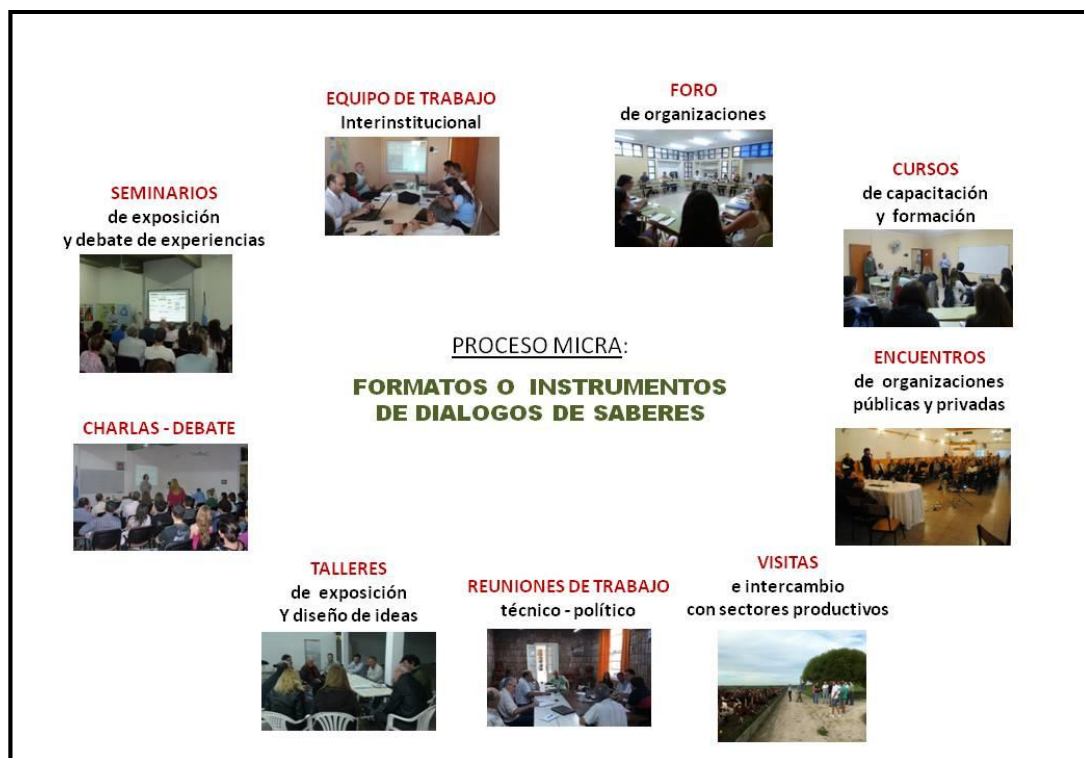 EQUIPO DE TRABAJO
Interinstitucional
FORO
de organizaciones
CURSOS
de capacitación
y formación
SEMINARIOS
de exposición
y debate de experiencias
PROCESO MICRA:
FORMATOS O INSTRUMENTOS
DE DIALOGOS DE SABERES
ENCUENTROS
de organizaciones
públicas y privadas
CHARLAS - DEBATE
TALLERES
de exposición
Y diseño de ideas
REUNIONES DE TRABAJO
técnico - político
VISITAS
e intercambio
con sectores productivos